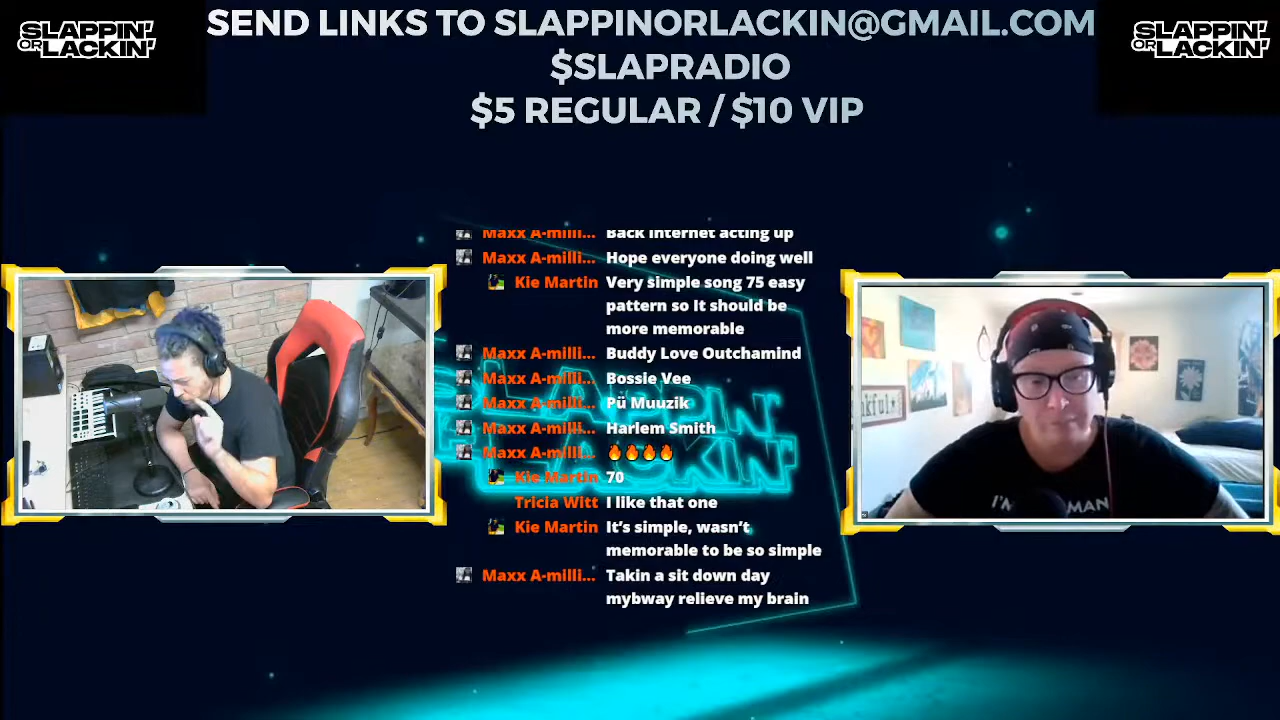 SLAPPIN'
OR LACKIN'
SEND LINKS TO SLAPPINORLACKIN@GMAIL.COM
$SLAPRADIO
$5 REGULAR / $10 VIP
SLAPPIN'
OR LACKIN'
Maxx A-milli... Back internet acting up
Maxx A-milli... Hope everyone doing well
Kie Martin Very simple song 75 easy
pattern so It should be
more memorable
Maxx A-milli... Buddy Love Outchamind
Maxx A-milli... Bossie Vee
Maxx A-milli... Pü Muuzik
Maxx A-milli... Harlem Smith
Maxx A-milli... 🔥🔥🔥🔥
Kie Martin 70
Tricia Witt I like that one
Kie Martin It's simple, wasn't
memorable to be so simple
Maxx A-milli... Takin a sit down day
mybway relieve my brain
SLAPPIN'
LACKIN'
I'M MAN